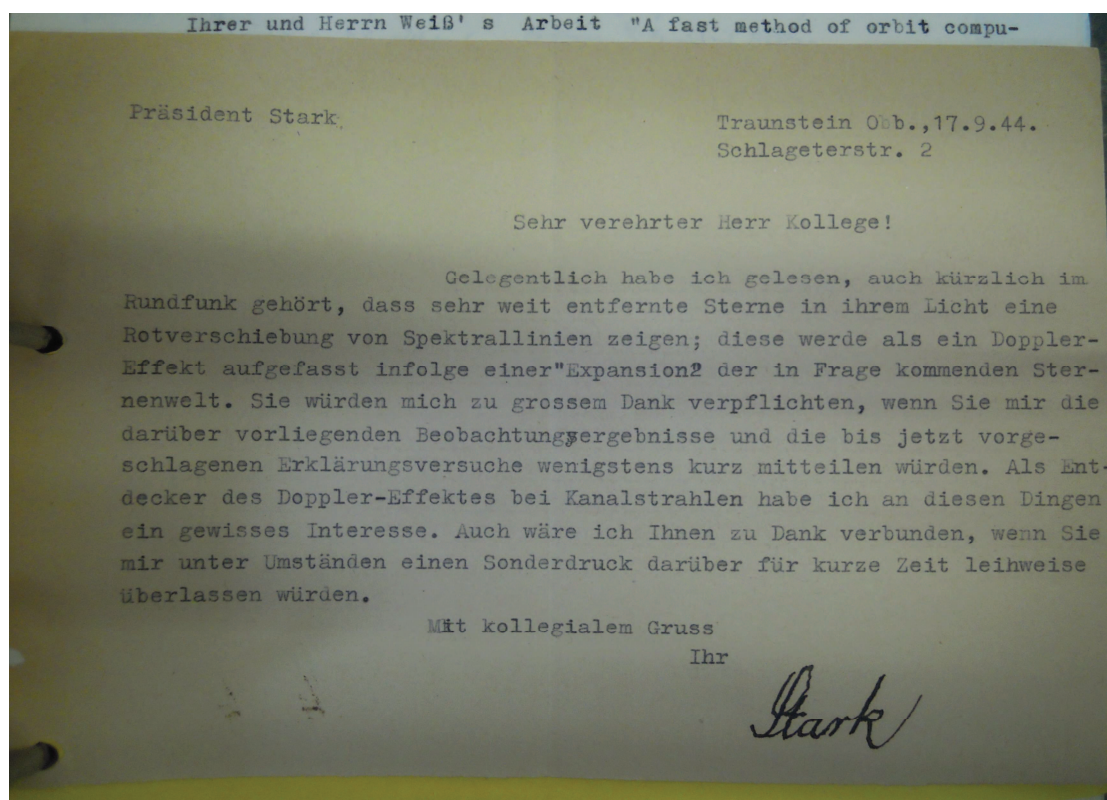 Ihrer und Herrn Weiß' s Arbeit "A fast method of orbit compu-
Präsident Stark
Traunstein Obb.,17.9.44.
Schlageterstr. 2
Sehr verehrter Herr Kollege!
Gelegentlich habe ich gelesen, auch kürzlich im
Rundfunk gehört, dass sehr weit entfernte Sterne in ihrem Licht eine
Rotverschiebung von Spektrallinien zeigen; diese werde als ein Doppler-
Effekt aufgefasst infolge einer"Expansion2 der in Frage kommenden Ster-
nenwelt. Sie würden mich zu grossem Dank verpflichten, wenn Sie mir die
darüber vorliegenden Beobachtungsergebnisse und die bis jetzt vorge-
schlagenen Erklärungsversuche wenigstens kurz mitteilen würden. Als Ent-
decker des Doppler-Effektes bei Kanalstrahlen habe ich an diesen Dingen
ein gewisses Interesse. Auch wäre ich Ihnen zu Dank verbunden, wenn Sie
mir unter Umständen einen Sonderdruck darüber für kurze Zeit leihweise
überlassen würden.
Mit kollegialem Gruss
Ihr
Stark